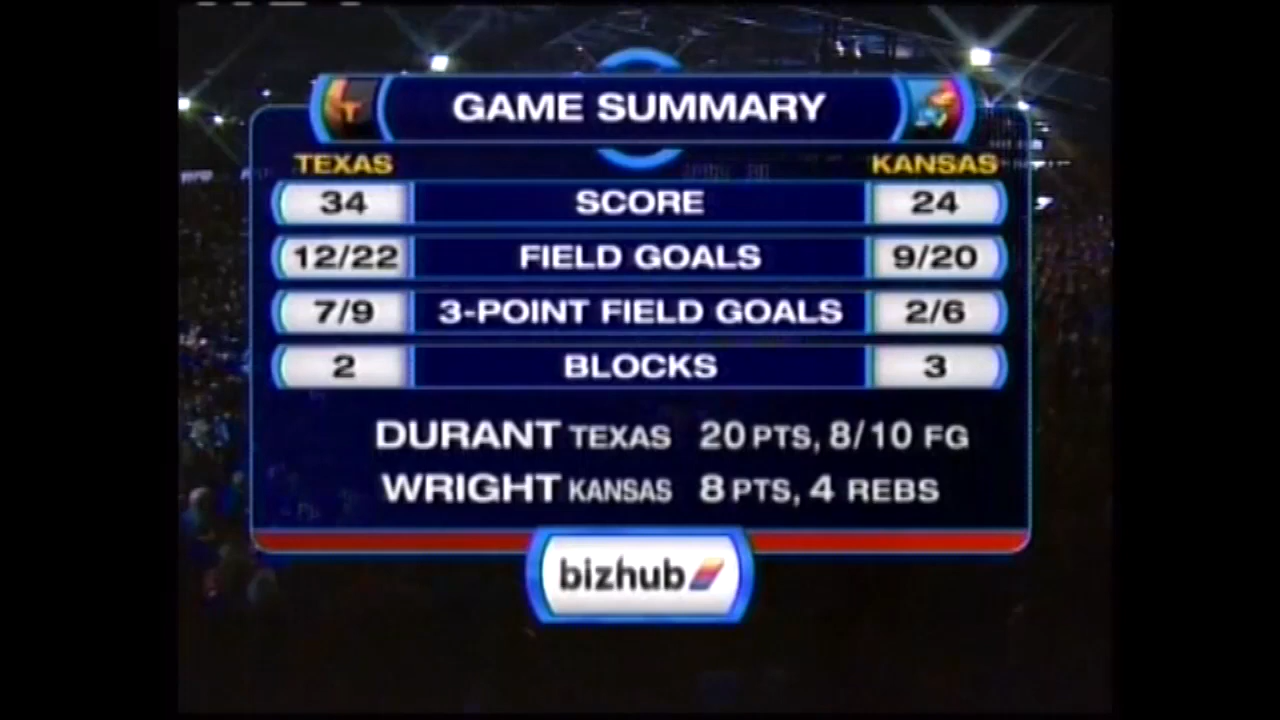 GAME SUMMARY
TEXAS KANSAS
34 SCORE 24
12/22 FIELD GOALS 9/20
7/9 3-POINT FIELD GOALS 2/6
2 BLOCKS 3
DURANT TEXAS 20 PTS, 8/10 FG
WRIGHT KANSAS 8 PTS, 4 REBS
bizhub